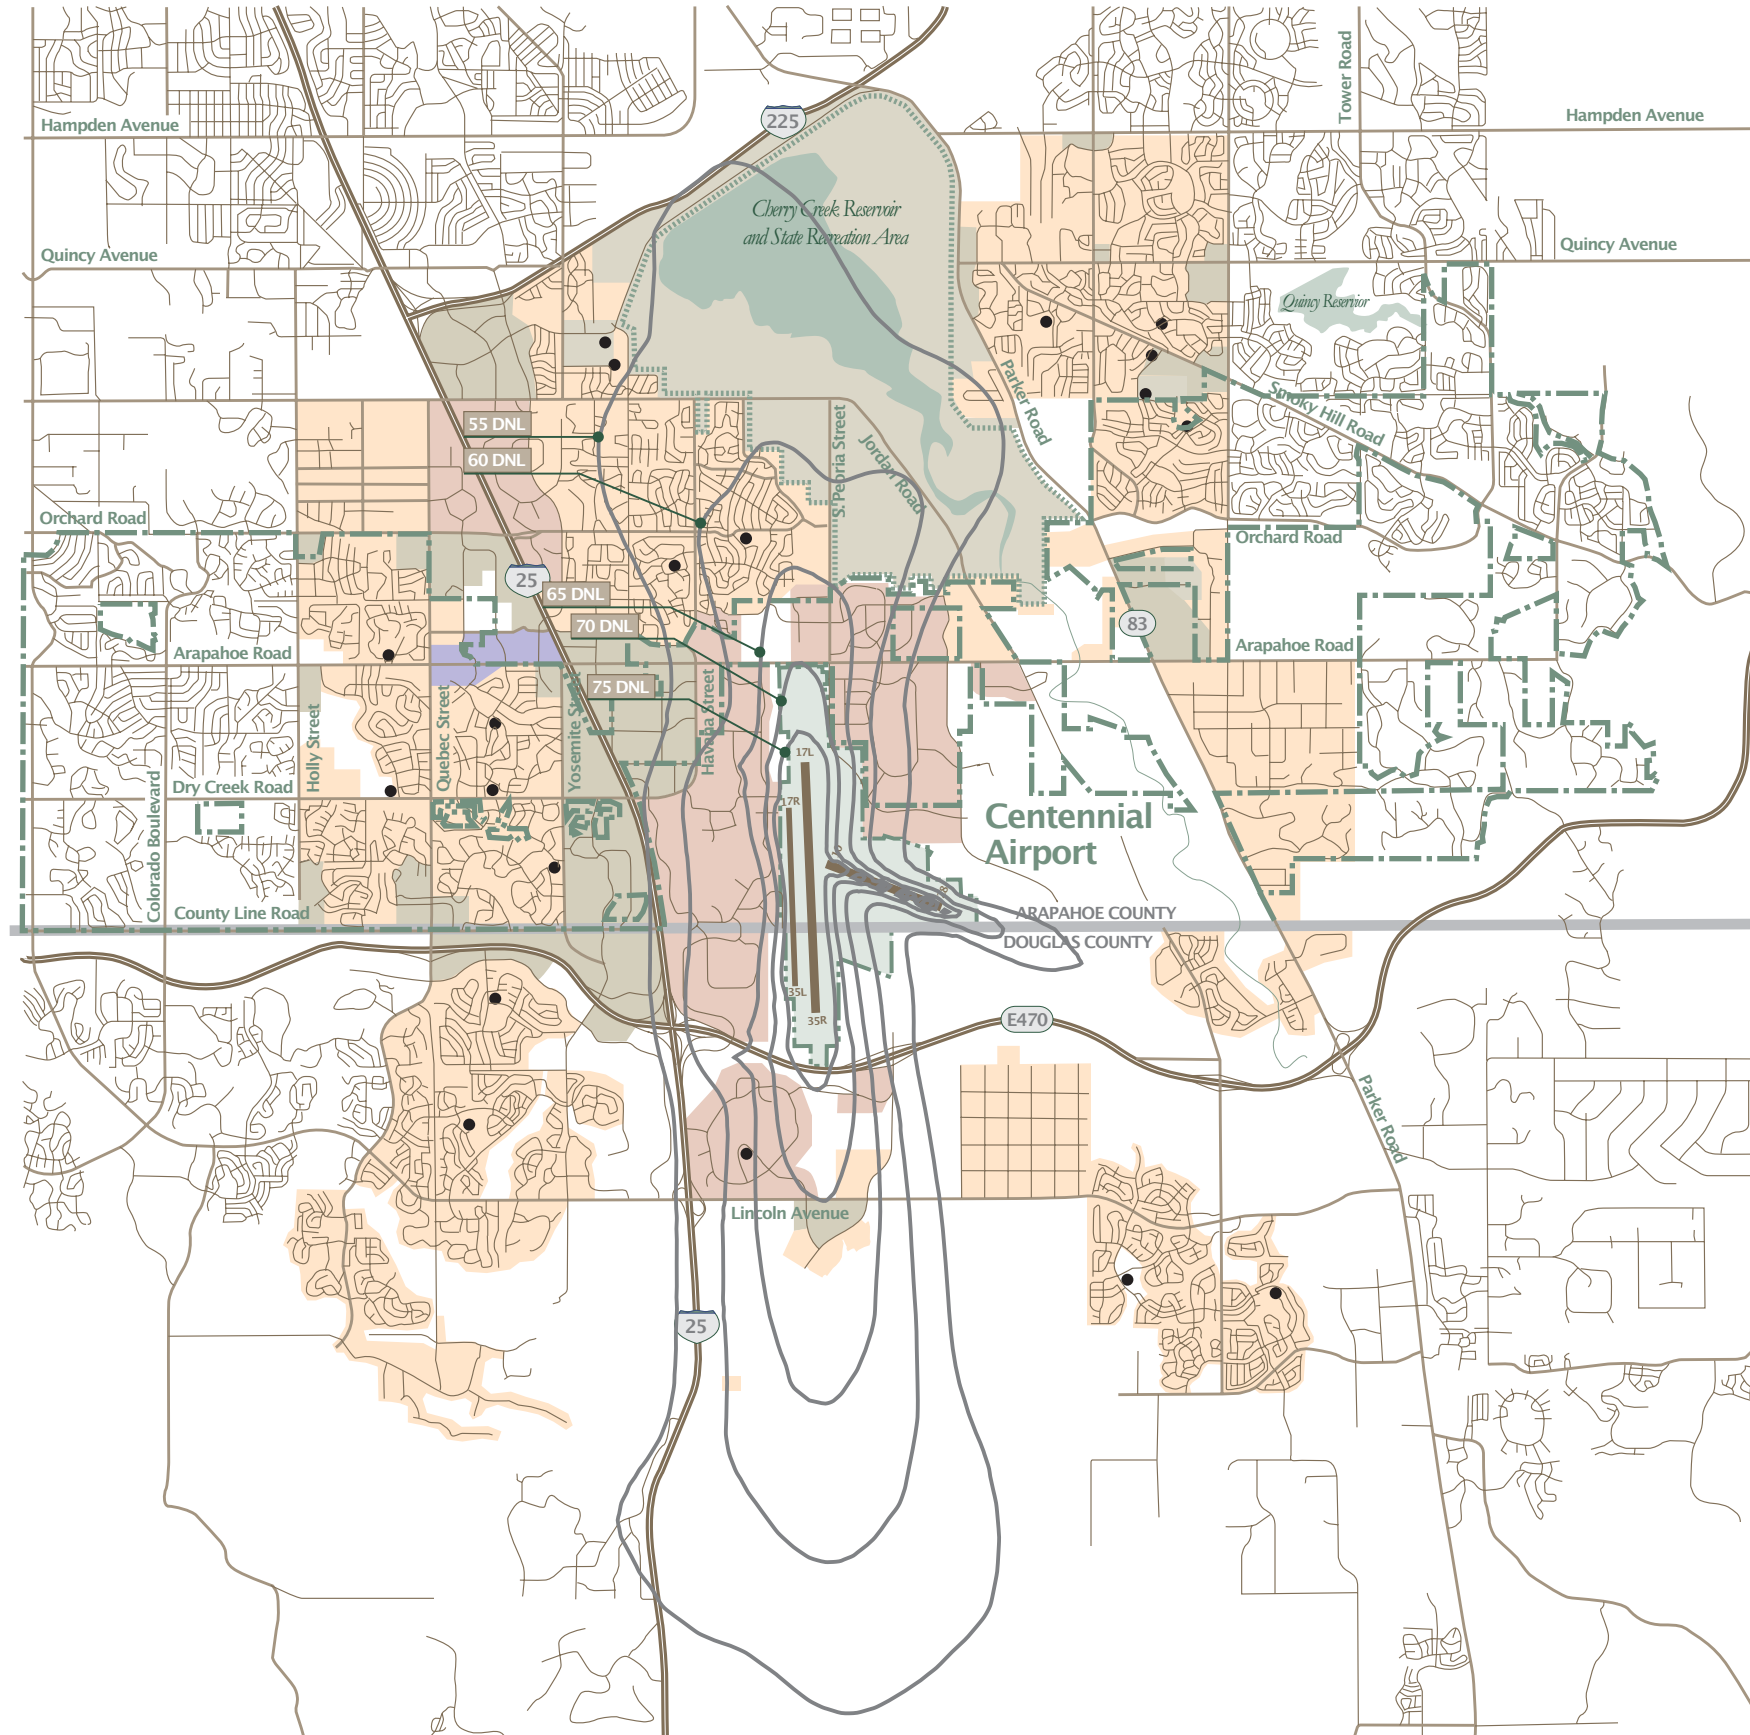 Tower Road
225
Hampden Avenue
Hampden Avenue
Cherry Creek Reservoir
and State Recreation Area
Quincy Avenue
Quincy Avenue
Quincy Reservior
Parker Road
Smoky Hill Road
55 DNL
60 DNL
S. Peoria Street
Jordan Road
Orchard Road
Orchard Road
25
65 DNL
70 DNL
83
Arapahoe Road
Arapahoe Road
75 DNL
Holly Street
Quebec Street
Yosemite Street
Havana Street
17L
Dry Creek Road
Colorado Boulevard
17R
Centennial
Airport
10
28
County Line Road
ARAPAHOE COUNTY
DOUGLAS COUNTY
35L
35R
E470
Parker Road
Lincoln Avenue
25